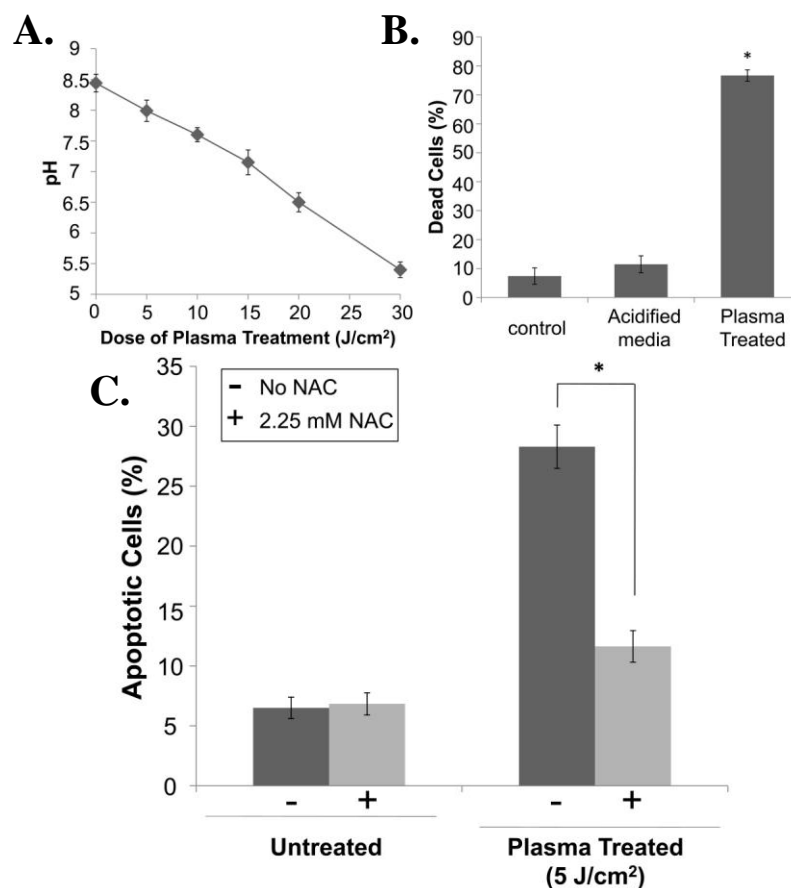 A.
9
8.5
8
7.5
7
6.5
6
5.5
5
pH
0 5 10 15 20 25 30
Dose of Plasma Treatment (J/cm²)
B.
90
80
70
60
50
40
30
20
10
0
Dead Cells (%)
*
control
Acidified
media
Plasma
Treated
C.
35
30
25
20
15
10
5
0
Apoptotic Cells (%)
- No NAC
+ 2.25 mM NAC
*
- + - +
Untreated
Plasma Treated
(5 J/cm²)